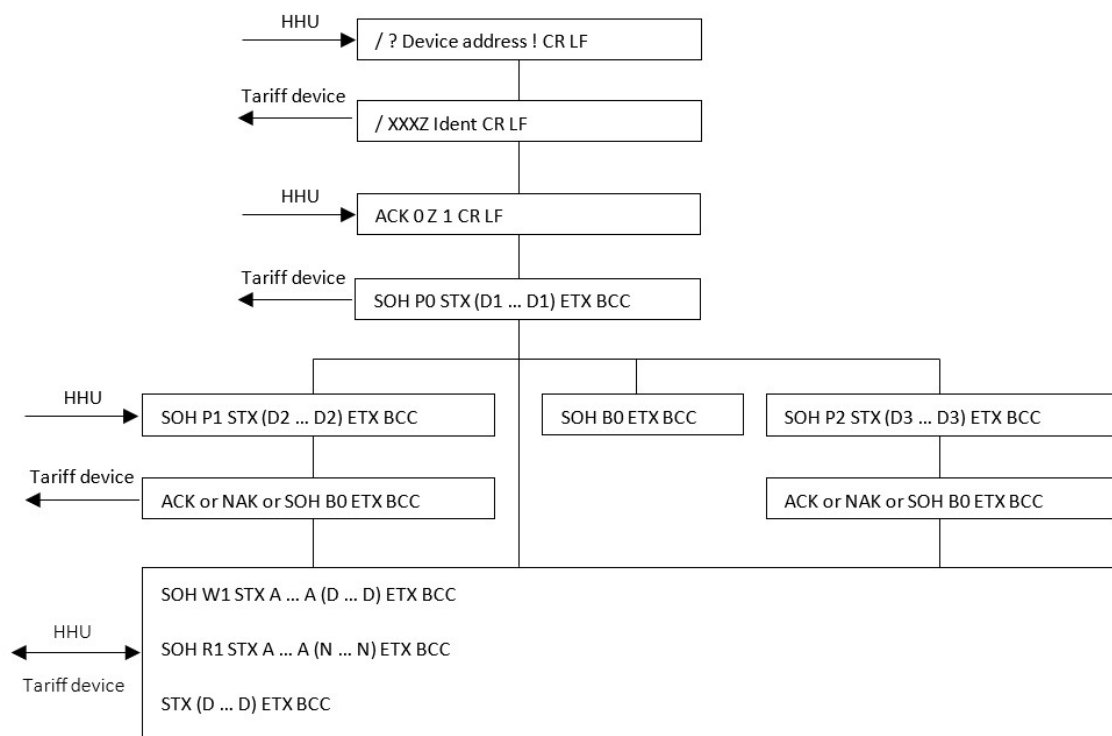 HHU
/ ? Device address ! CR LF
Tariff device
/ XXXZ Ident CR LF
HHU
ACK 0 Z 1 CR LF
Tariff device
SOH P0 STX (D1 ... D1) ETX BCC
HHU
SOH P1 STX (D2 ... D2) ETX BCC
SOH B0 ETX BCC
SOH P2 STX (D3 ... D3) ETX BCC
Tariff device
ACK or NAK or SOH B0 ETX BCC
ACK or NAK or SOH B0 ETX BCC
SOH W1 STX A ... A (D ... D) ETX BCC
HHU
SOH R1 STX A ... A (N ... N) ETX BCC
Tariff device
STX (D ... D) ETX BCC